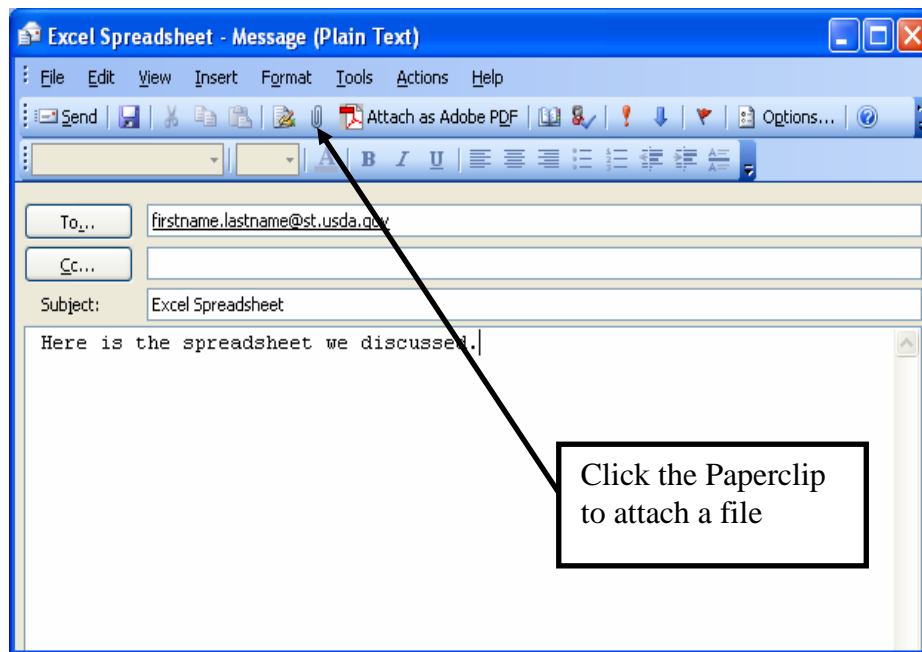 Excel Spreadsheet - Message (Plain Text)
File Edit View Insert Format Tools Actions Help
Send Attach as Adobe PDF Options...
A B I U
To... firstname.lastname@st.usda.gov
Cc...
Subject: Excel Spreadsheet
Here is the spreadsheet we discussed.
Click the Paperclip
to attach a file